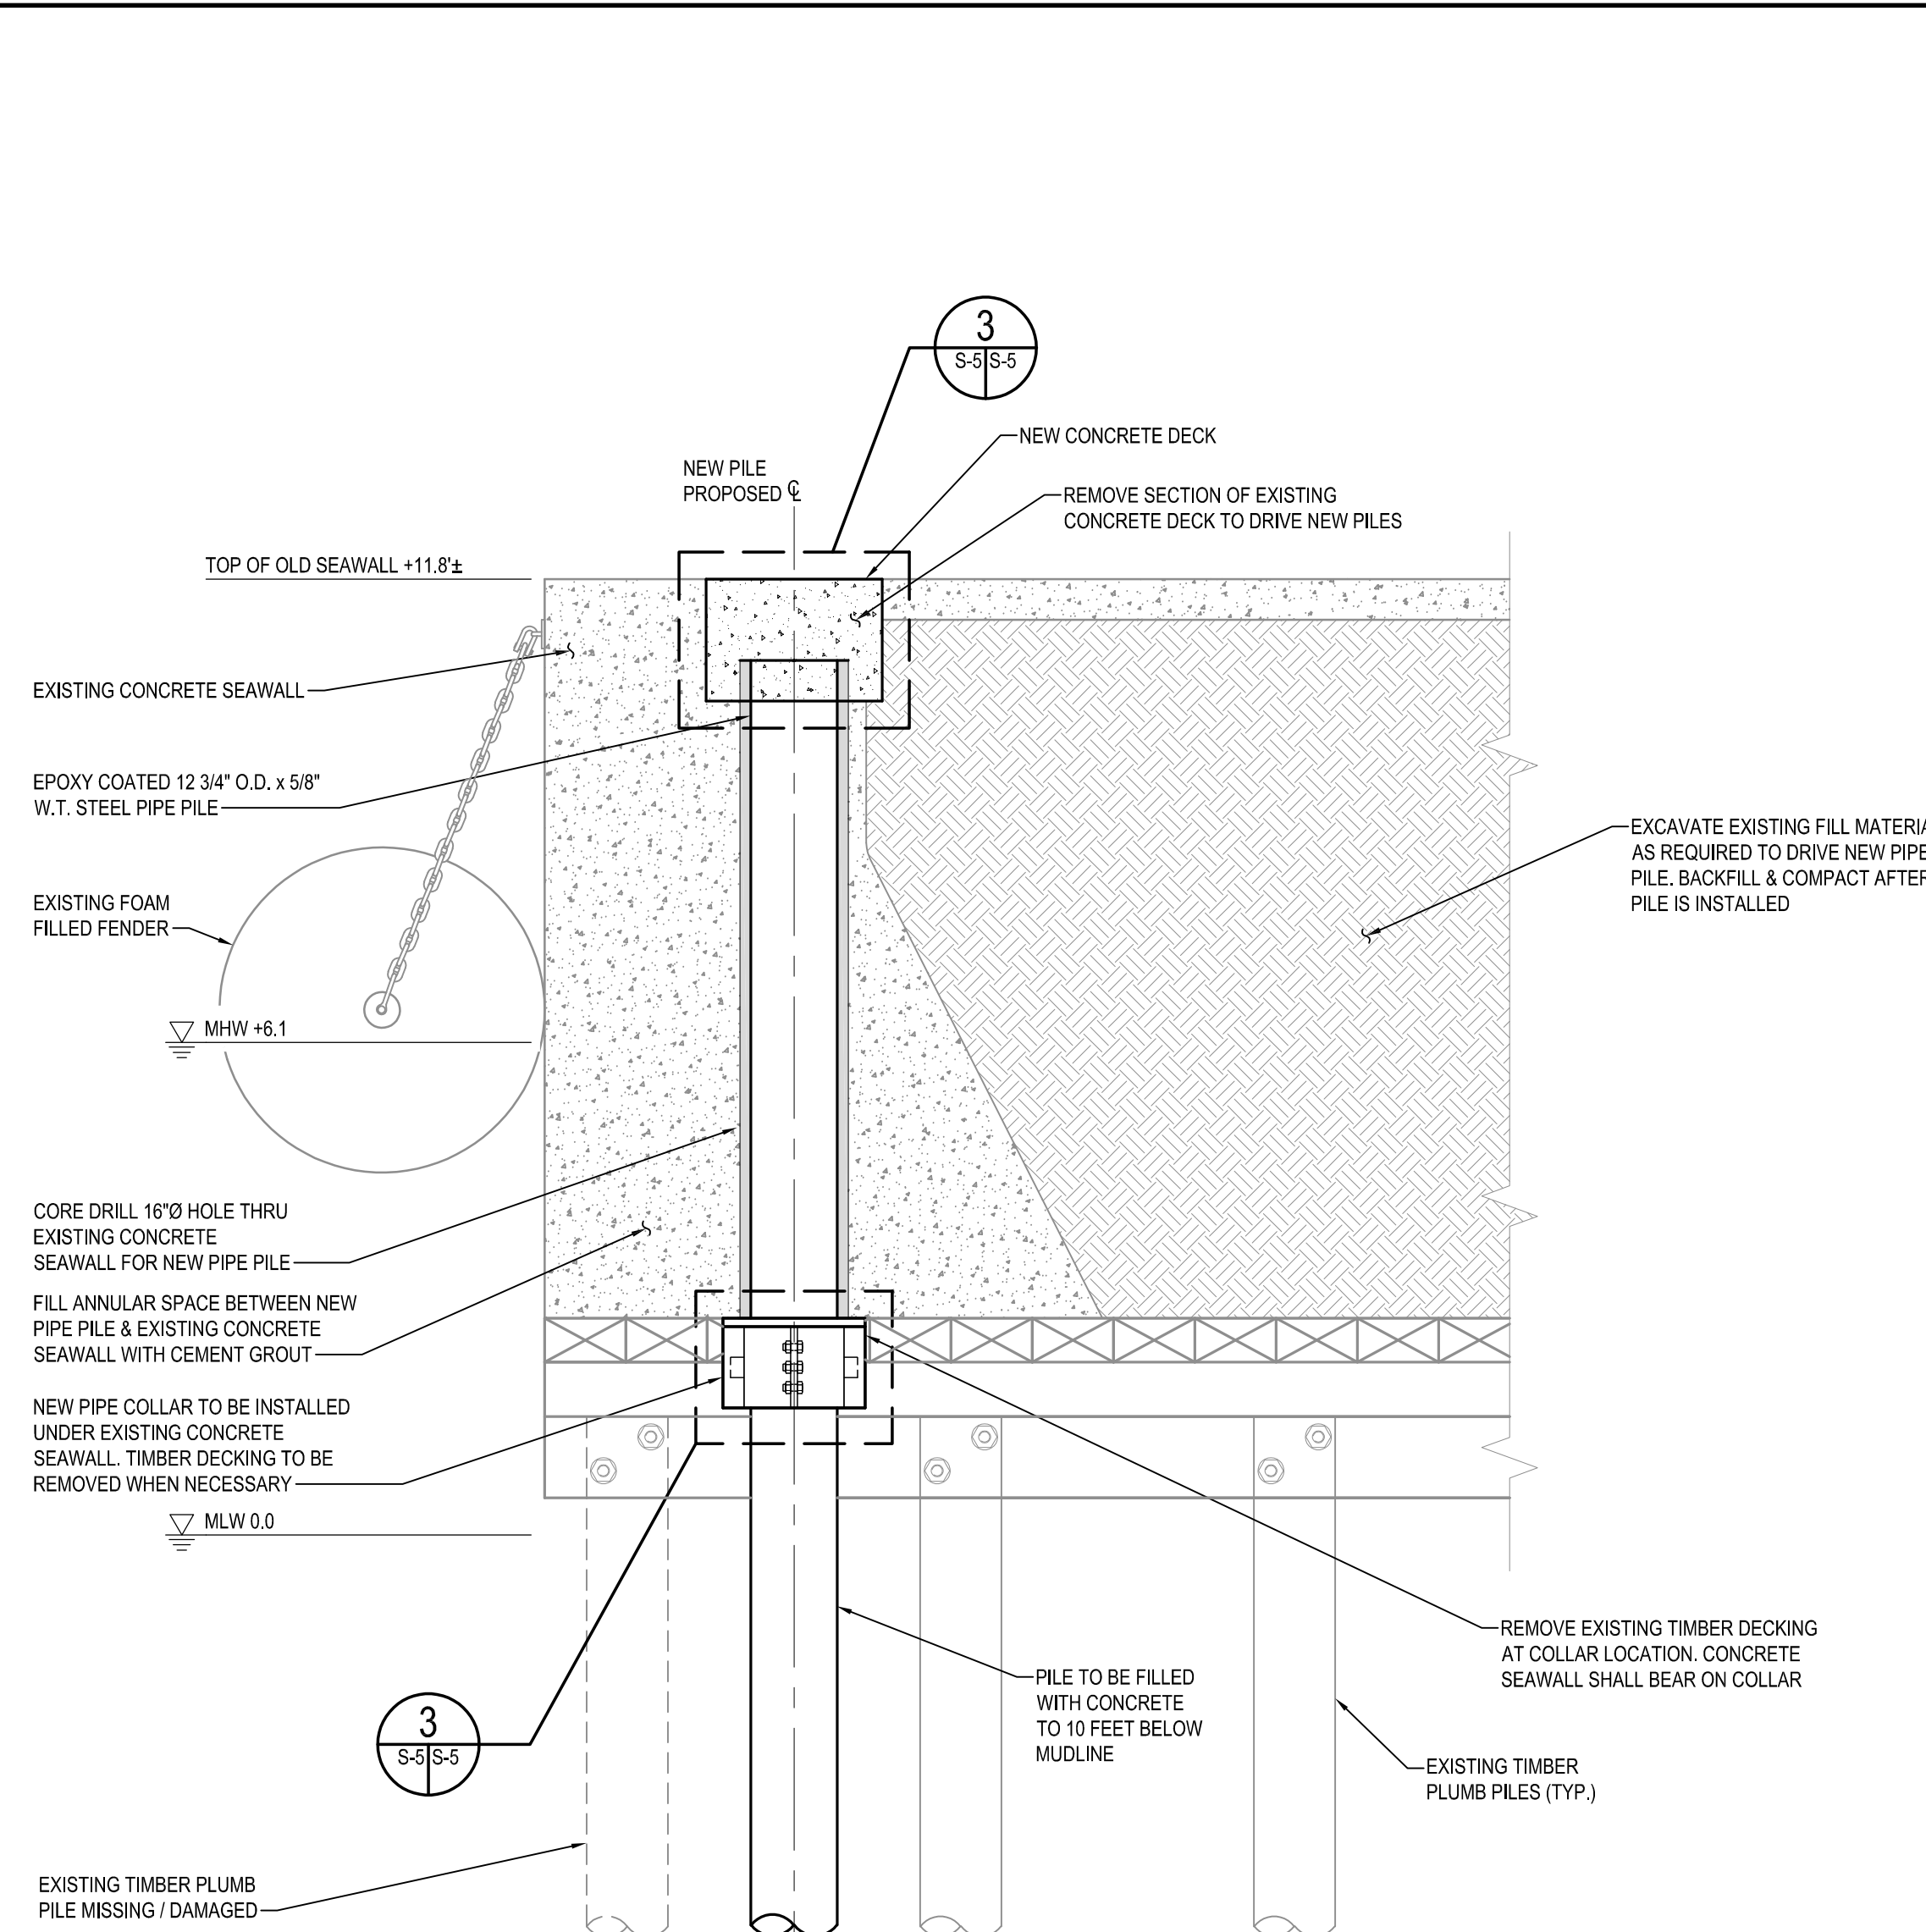 3
S-5 S-5
NEW CONCRETE DECK
NEW PILE
PROPOSED ℄
REMOVE SECTION OF EXISTING
CONCRETE DECK TO DRIVE NEW PILES
TOP OF OLD SEAWALL +11.8'±
EXISTING CONCRETE SEAWALL
EPOXY COATED 12 3/4" O.D. x 5/8"
W.T. STEEL PIPE PILE
EXCAVATE EXISTING FILL MATERIA
AS REQUIRED TO DRIVE NEW PIPE
PILE. BACKFILL & COMPACT AFTER
PILE IS INSTALLED
EXISTING FOAM
FILLED FENDER
MHW +6.1
CORE DRILL 16"Ø HOLE THRU
EXISTING CONCRETE
SEAWALL FOR NEW PIPE PILE
FILL ANNULAR SPACE BETWEEN NEW
PIPE PILE & EXISTING CONCRETE
SEAWALL WITH CEMENT GROUT
NEW PIPE COLLAR TO BE INSTALLED
UNDER EXISTING CONCRETE
SEAWALL. TIMBER DECKING TO BE
REMOVED WHEN NECESSARY
MLW 0.0
REMOVE EXISTING TIMBER DECKING
AT COLLAR LOCATION. CONCRETE
SEAWALL SHALL BEAR ON COLLAR
PILE TO BE FILLED
WITH CONCRETE
TO 10 FEET BELOW
MUDLINE
3
S-5 S-5
EXISTING TIMBER
PLUMB PILES (TYP.)
EXISTING TIMBER PLUMB
PILE MISSING / DAMAGED